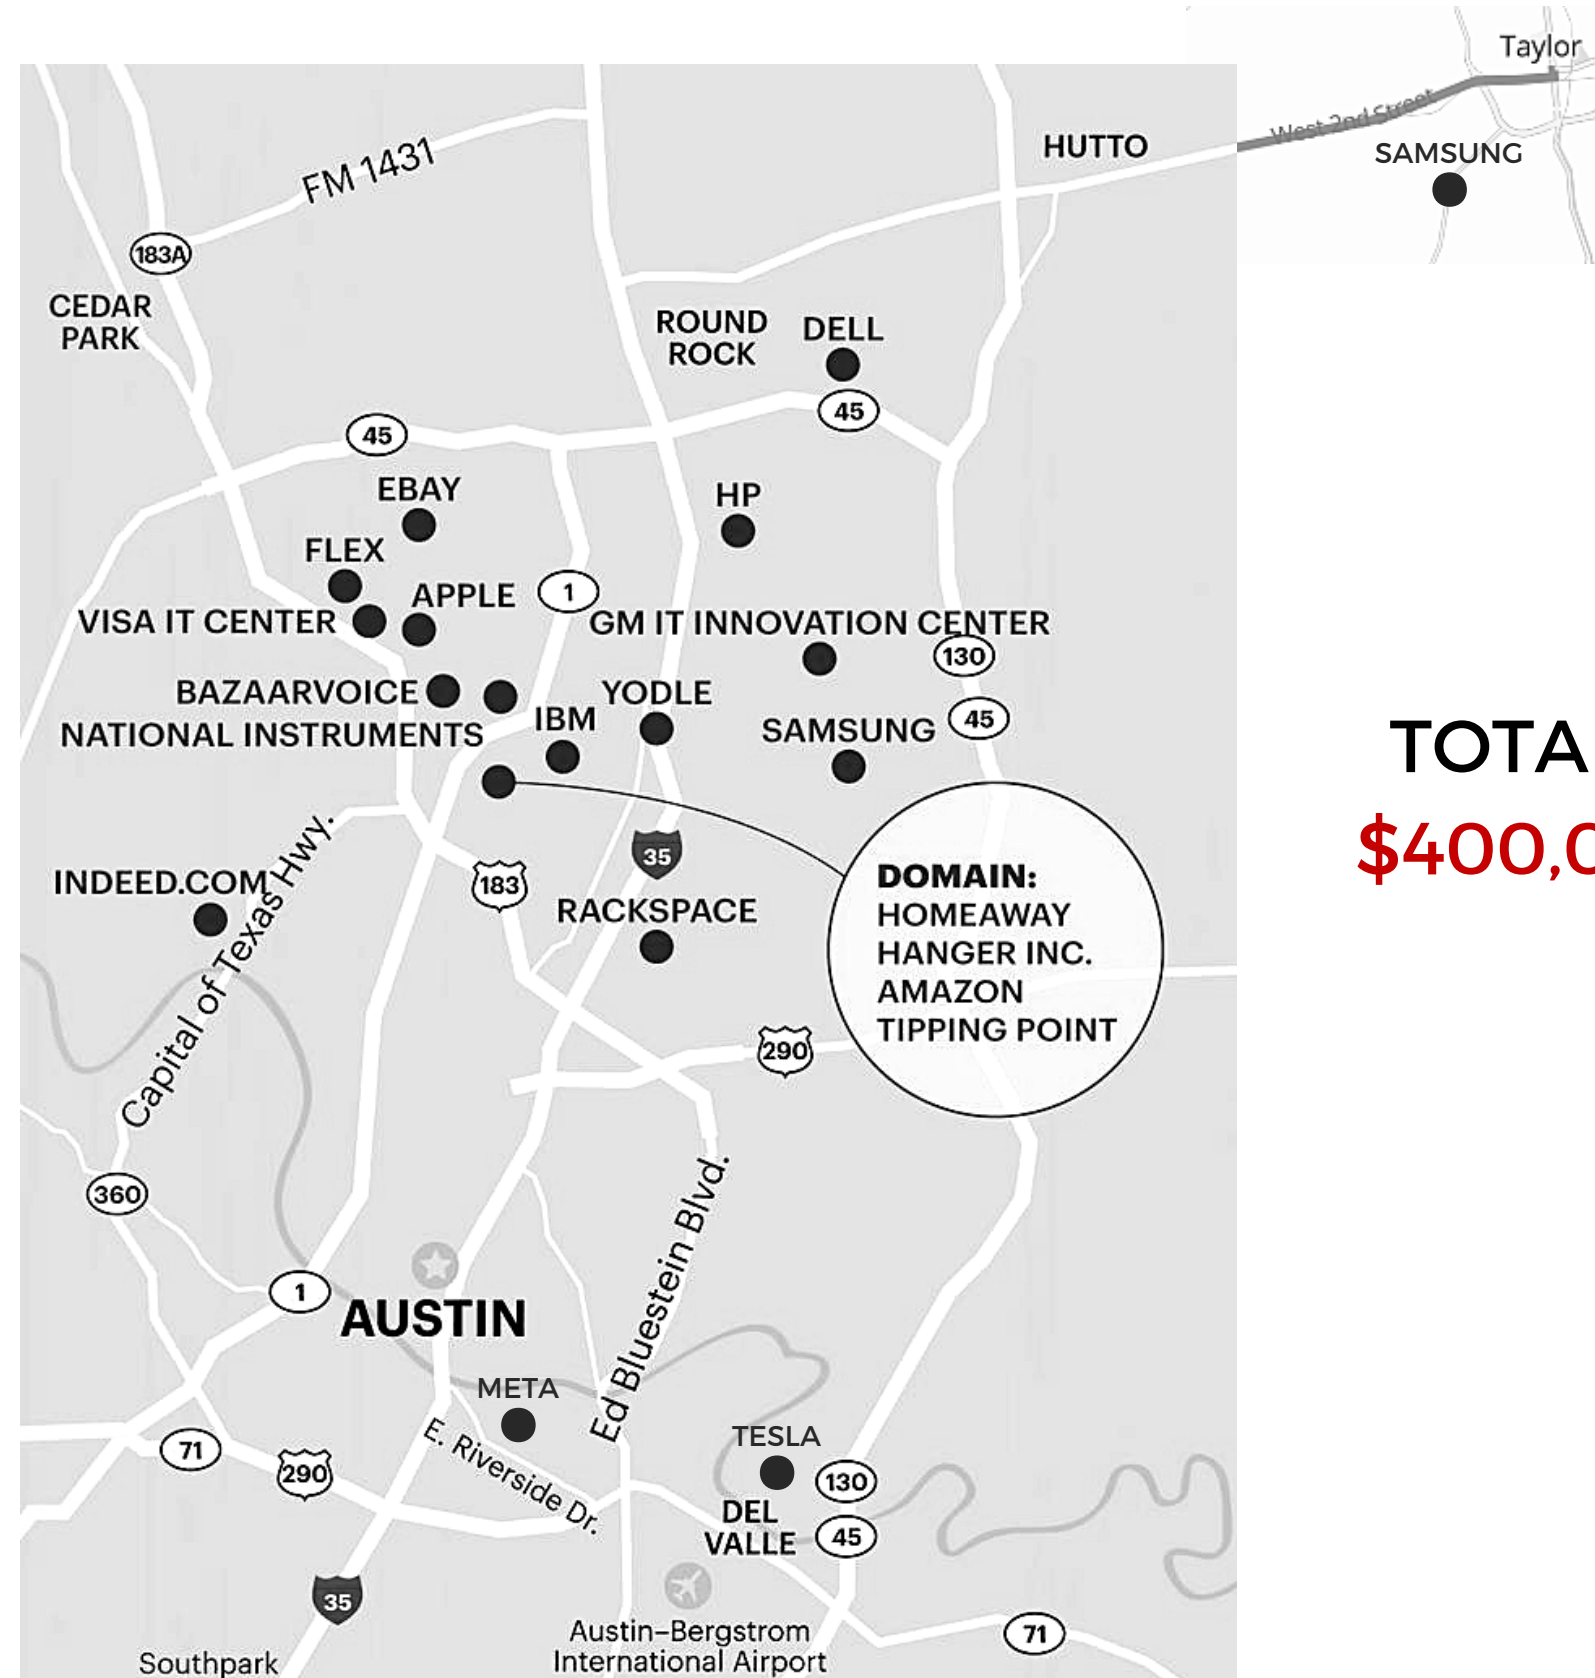 Taylor
West 2nd Street
SAMSUNG
HUTTO
FM 1431
183A
CEDAR
PARK
ROUND
ROCK
DELL
45
45
EBAY
HP
FLEX
APPLE
1
VISA IT CENTER
GM IT INNOVATION CENTER
130
BAZAARVOICE
YODLE
NATIONAL INSTRUMENTS
IBM
SAMSUNG
45
TOTA
$400,0
Capital of Texas Hwy.
35
INDEED.COM
183
RACKSPACE
DOMAIN:
HOMEAWAY
HANGER INC.
AMAZON
TIPPING POINT
290
360
Ed Bluestein Blvd.
1
AUSTIN
META
E. Riverside Dr.
TESLA
71
290
130
DEL
VALLE
45
35
Austin–Bergstrom
International Airport
71
Southpark